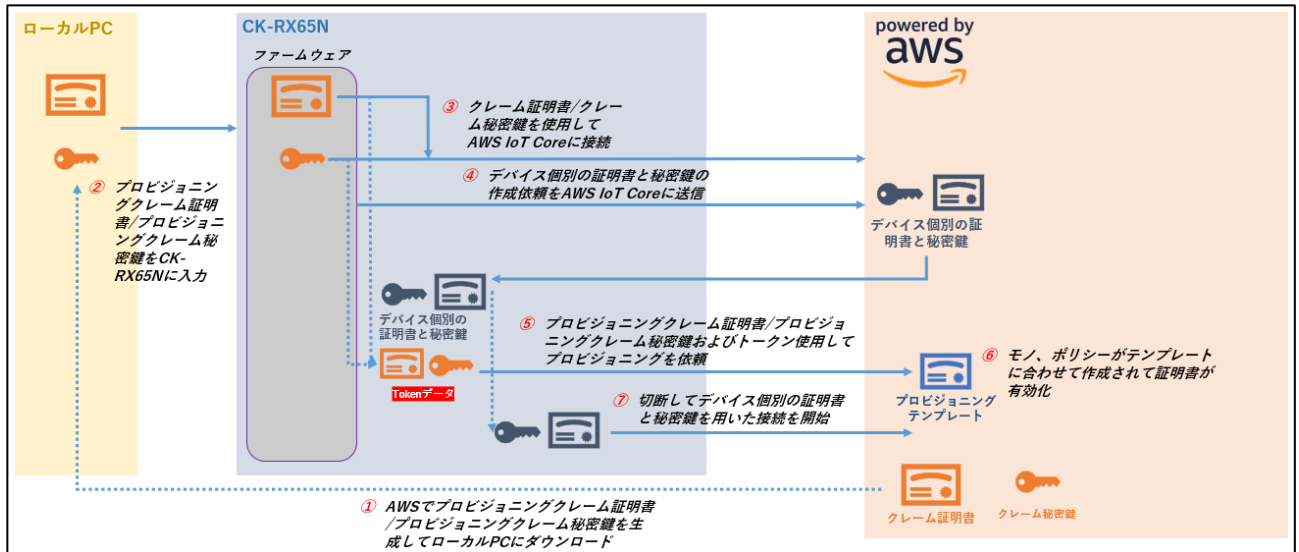 ローカルPC
CK-RX65N
ファームウェア
powered by
aws
③ クレーム証明書/クレー
ム秘密鍵を使用して
AWS IoT Coreに接続
④ デバイス個別の証明書と秘密鍵の
作成依頼をAWS IoT Coreに送信
② プロビジョニン
グクレーム証明
書/プロビジョニ
ングクレーム秘
密鍵をCK-
RX65Nに入力
デバイス個別の証
明書と秘密鍵
デバイス個別の
証明書と秘密鍵
Tokenデータ
⑤ プロビジョニングクレーム証明書/プロビジョ
ニングクレーム秘密鍵およびトークン使用して
プロビジョニングを依頼
⑥ モノ、ポリシーがテンプレート
に合わせて作成されて証明書が
有効化
プロビジョニング
テンプレート
⑦ 切断してデバイス個別の証明書
と秘密鍵を用いた接続を開始
① AWSでプロビジョニングクレーム証明書
/プロビジョニングクレーム秘密鍵を生
成してローカルPCにダウンロード
クレーム証明書
クレーム秘密鍵